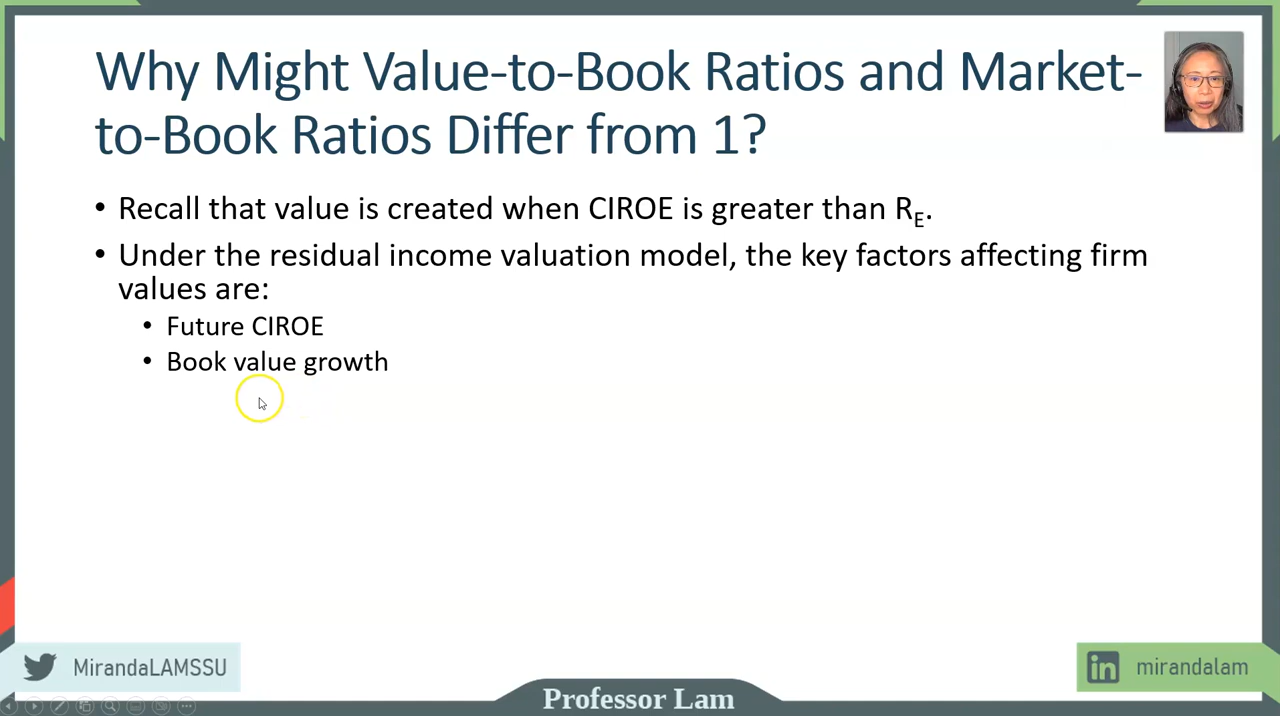 Why Might Value-to-Book Ratios and Market-
to-Book Ratios Differ from 1?
• Recall that value is created when CIROE is greater than RE.
• Under the residual income valuation model, the key factors affecting firm
values are:
• Future CIROE
• Book value growth
MirandaLAMSSU
in mirandalam
Professor Lam